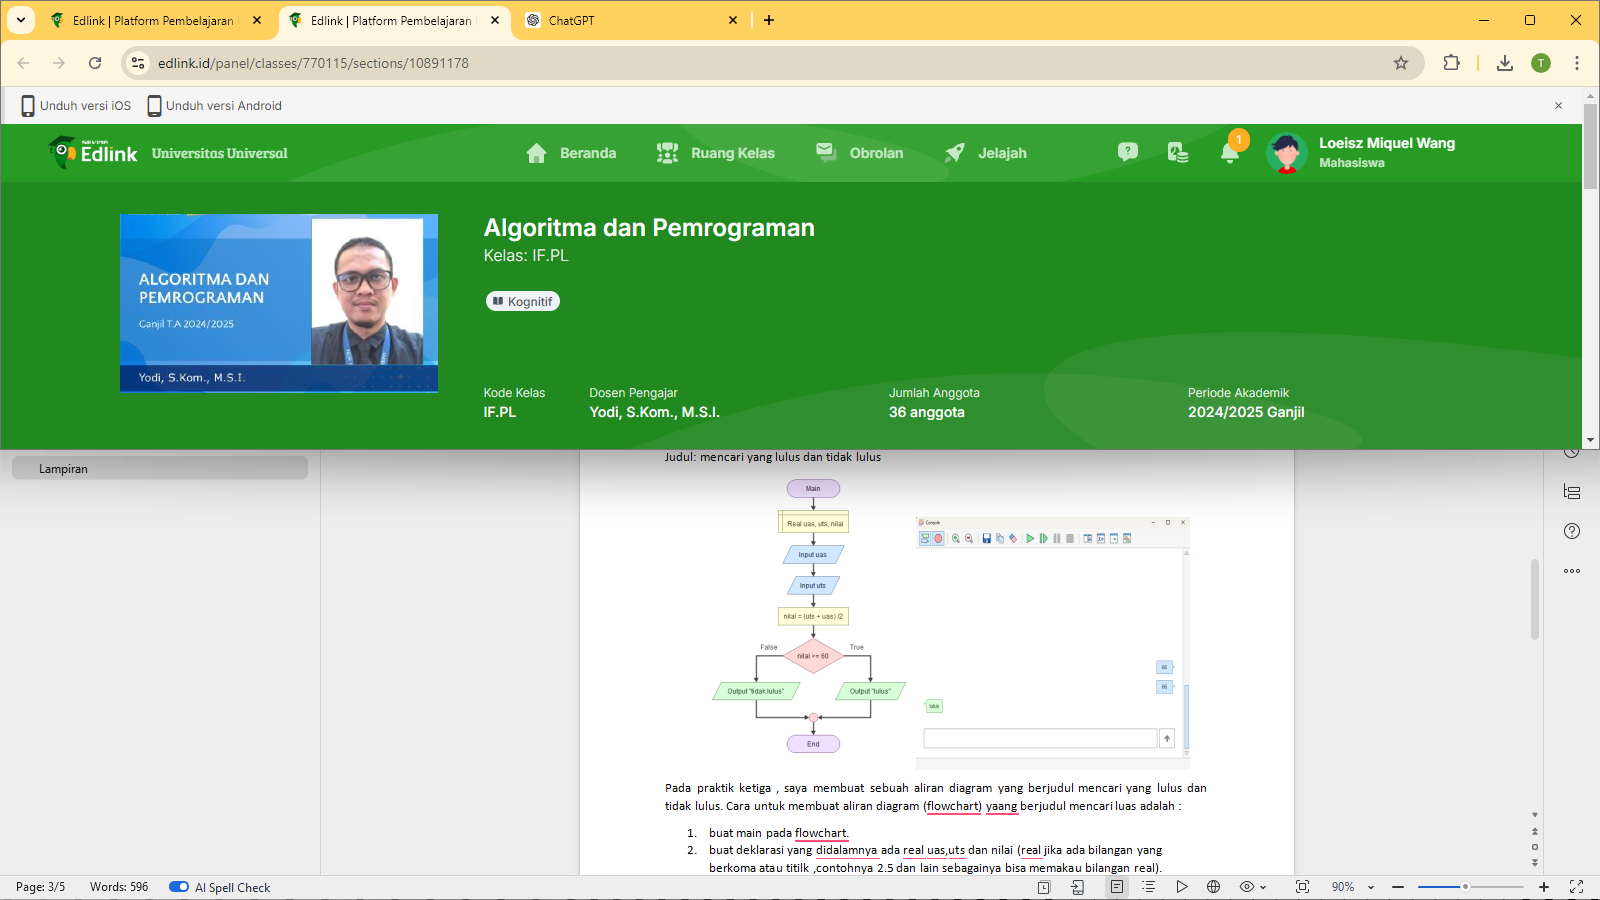 Edlink | Platform Pembelajaran
Edlink | Platform Pembelajaran
ChatGPT
edlink.id/panel/classes/770115/sections/10891178
T
Unduh versi iOS
Unduh versi Android
SEVIMA
Edlink
Universitas Universal
Beranda
Ruang Kelas
Obrolan
Jelajah
1
Loeisz Miquel Wang
Mahasiswa
ALGORITMA DAN
PEMROGRAMAN
Ganjil T.A 2024/2025
Yodi, S.Kom., M.S.I.
Algoritma dan Pemrograman
Kelas: IF.PL
Kognitif
Kode Kelas
IF.PL
Dosen Pengajar
Yodi, S.Kom., M.S.I.
Jumlah Anggota
36 anggota
Periode Akademik
2024/2025 Ganjil
Lampiran
Judul: mencari yang lulus dan tidak lulus
Main
Real uas, uts, nilai
Input uas
Input uts
nilai = (uts + uas) /2
False
nilai >= 60
True
Output "tidak lulus"
Output "lulus"
End
Console
lulus
Pada praktik ketiga , saya membuat sebuah aliran diagram yang berjudul mencari yang lulus dan
tidak lulus. Cara untuk membuat aliran diagram (flowchart) yaang berjudul mencari luas adalah :
1. buat main pada flowchart.
2. buat deklarasi yang didalamnya ada real uas,uts dan nilai (real jika ada bilangan yang
berkoma atau titilk ,contohnya 2.5 dan lain sebagainya bisa memakau bilangan real).
Page: 3/5
Words: 596
AI Spell Check
90%